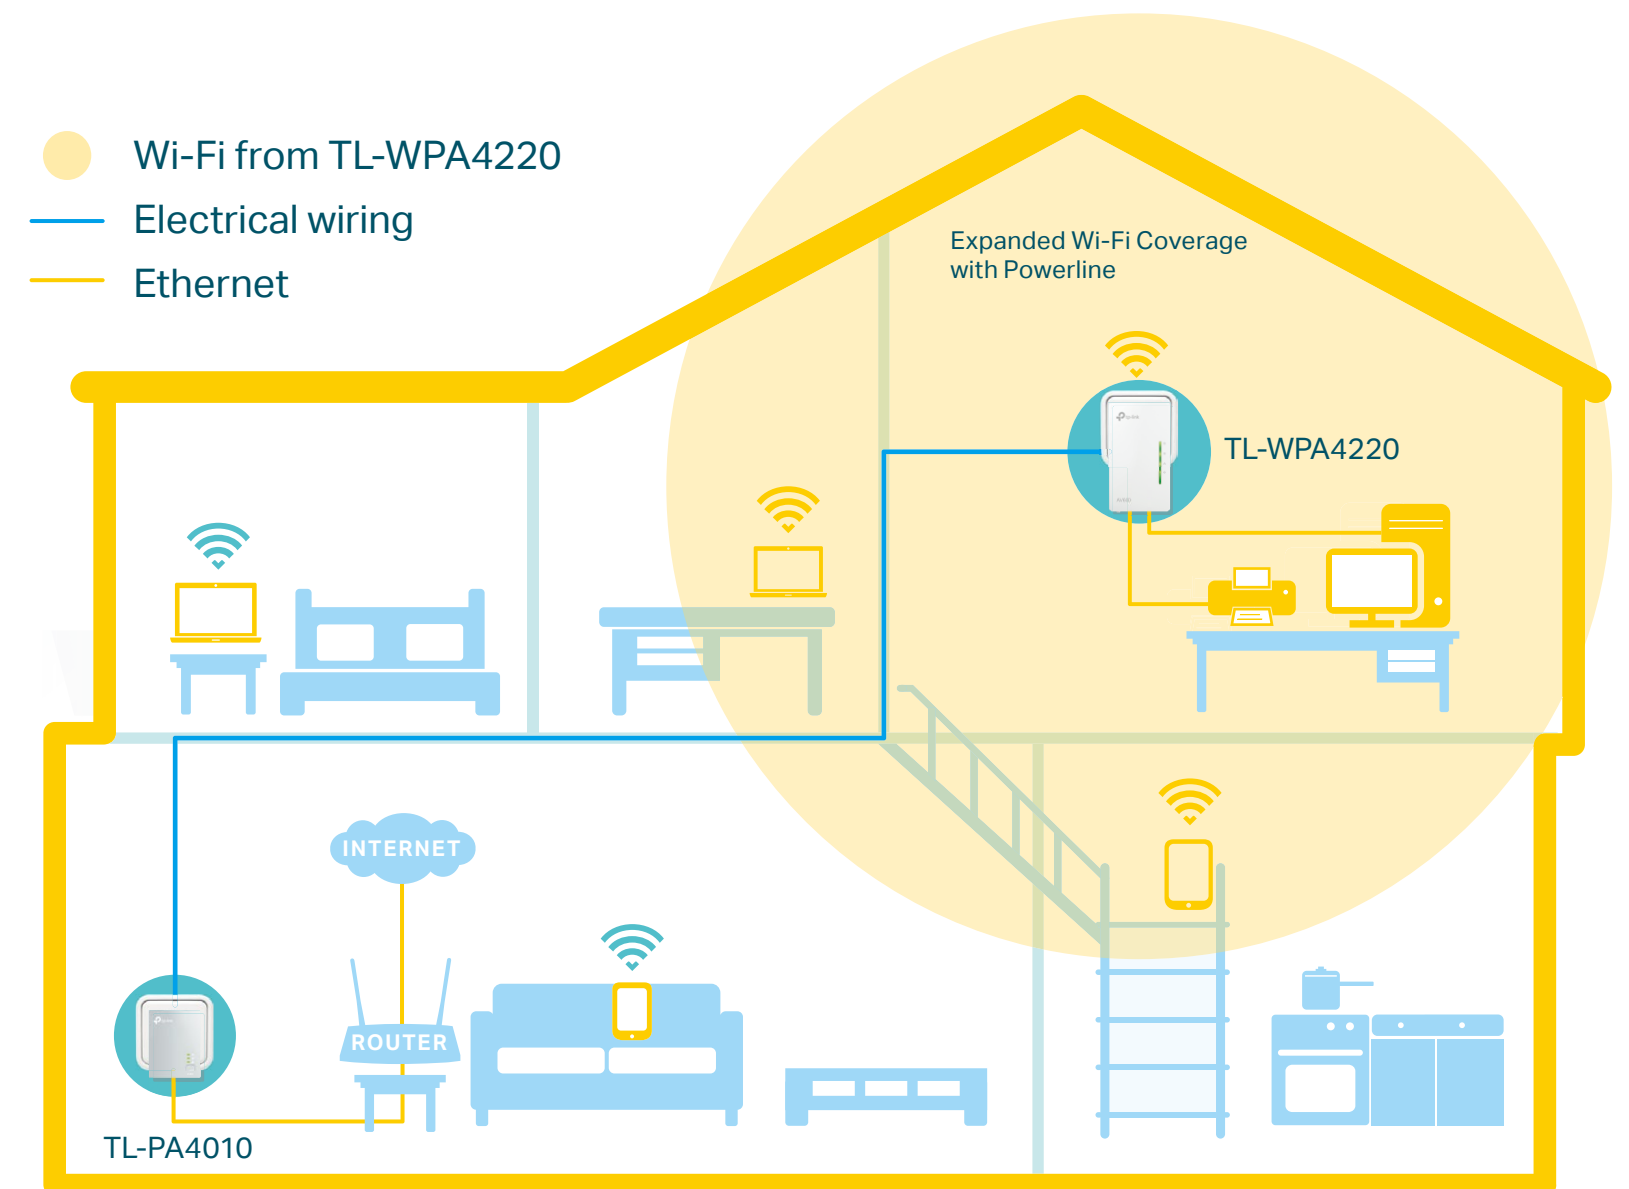 Wi-Fi from TL-WPA4220
Electrical wiring
Ethernet
Expanded Wi-Fi Coverage
with Powerline
TL-WPA4220
INTERNET
ROUTER
TL-PA4010